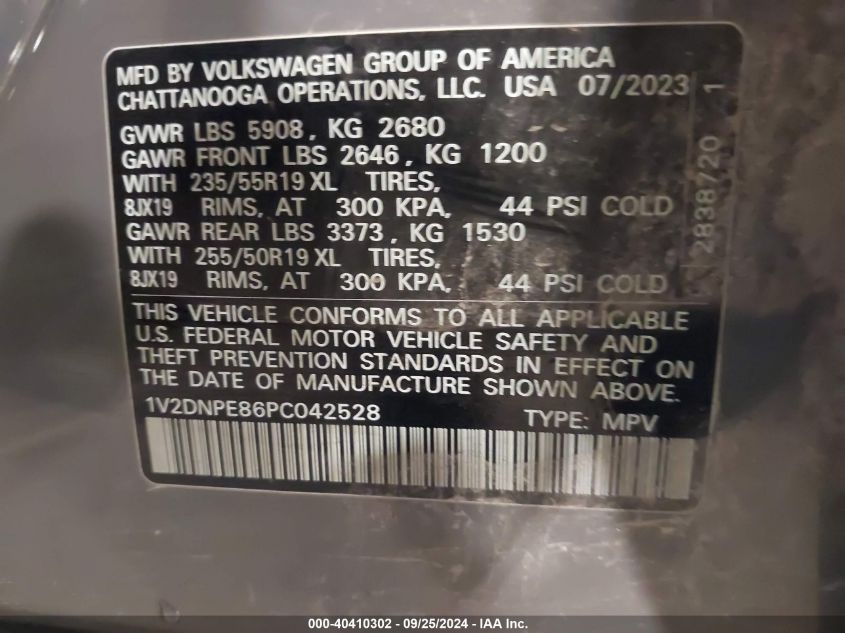 MFD BY VOLKSWAGEN GROUP OF AMERICA
CHATTANOOGA OPERATIONS, LLC. USA 07/2023
GVWR LBS 5908, KG 2680
GAWR FRONT LBS 2646, KG 1200
WITH 235/55R19 XL TIRES,
8JX19 RIMS, AT 300 KPA, 44 PSI COLD
GAWR REAR LBS 3373, KG 1530
WITH 255/50R19 XL TIRES,
8JX19 RIMS, AT 300 KPA, 44 PSI COLD
THIS VEHICLE CONFORMS TO ALL APPLICABLE
U.S. FEDERAL MOTOR VEHICLE SAFETY AND
THEFT PREVENTION STANDARDS IN EFFECT ON
THE DATE OF MANUFACTURE SHOWN ABOVE.
1V2DNPE86PC042528 TYPE: MPV
2838720 1
000-40410302 - 09/25/2024 - IAA Inc.